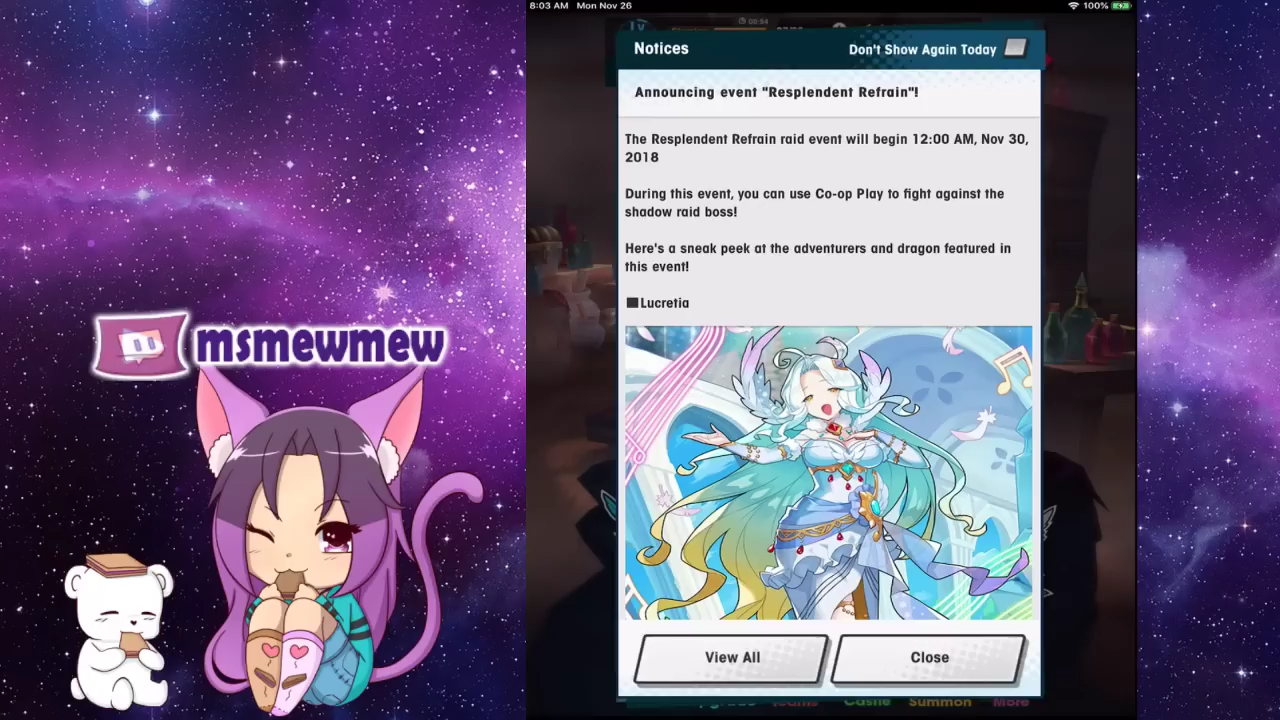 8:03 AM Mon Nov 26
100%
Notices
Don't Show Again Today
Announcing event "Resplendent Refrain"!
The Resplendent Refrain raid event will begin 12:00 AM, Nov 30,
2018
During this event, you can use Co-op Play to fight against the
shadow raid boss!
Here's a sneak peek at the adventurers and dragon featured in
this event!
■Lucretia
msmewmew
View All
Close
Castle
Summon
More